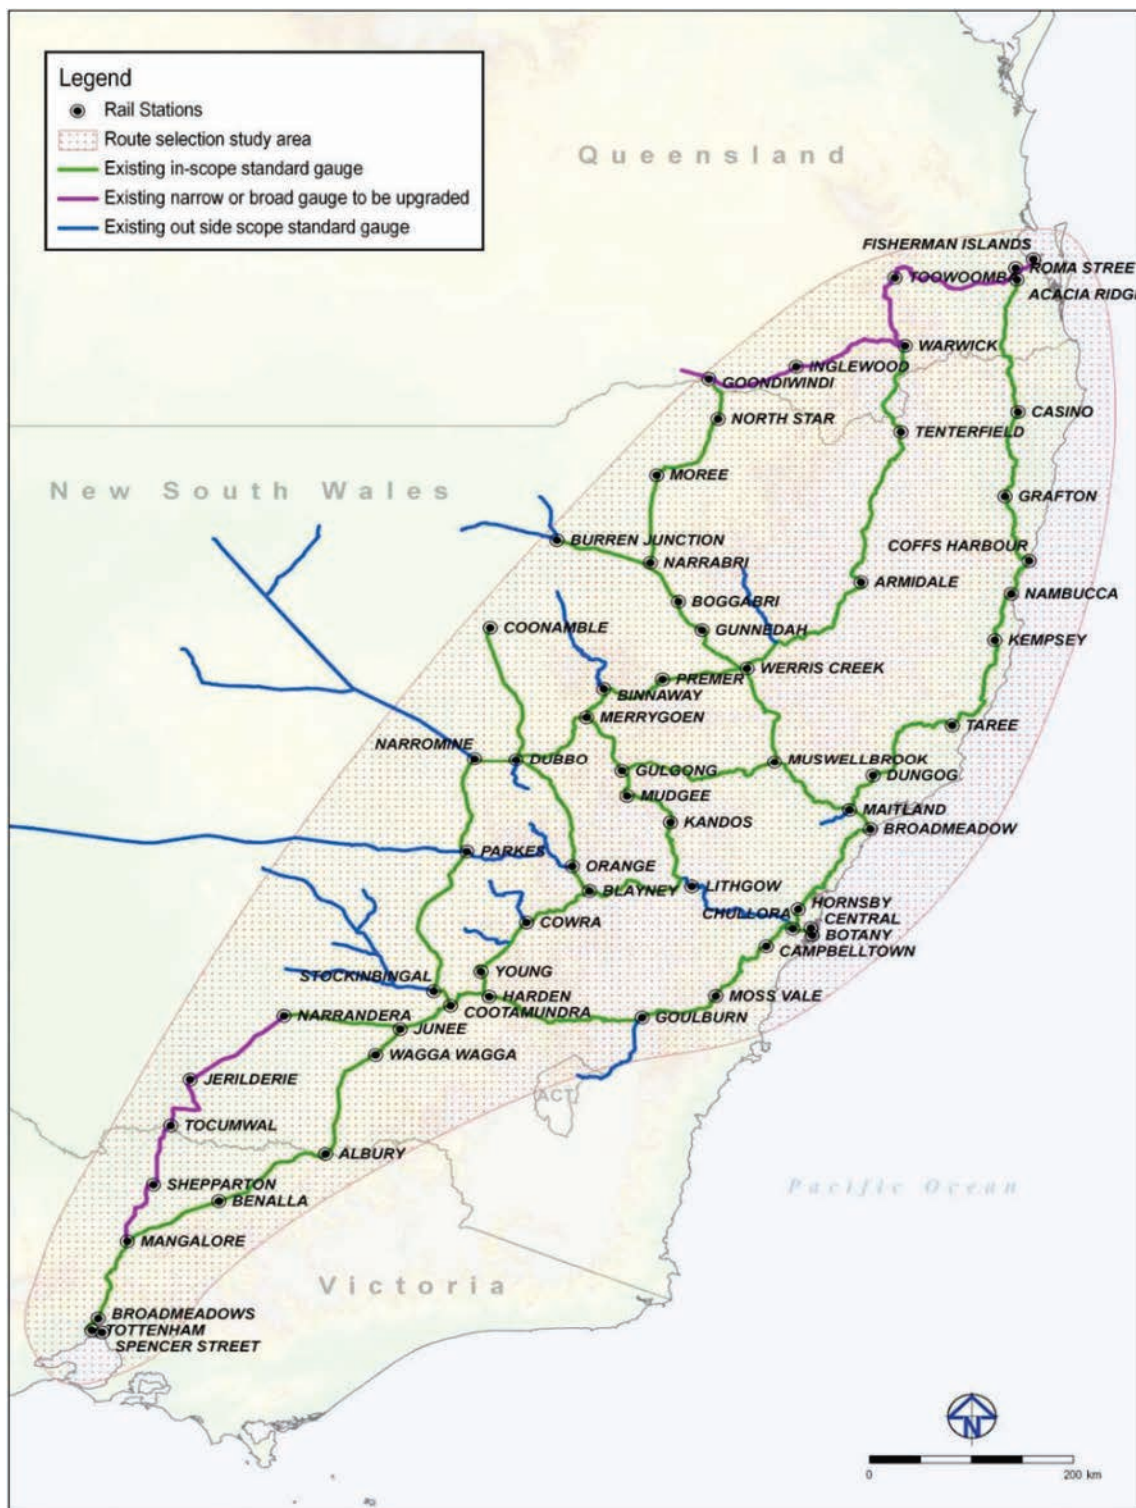 Legend
Rail Stations
Route selection study area
Existing in-scope standard gauge
Existing narrow or broad gauge to be upgraded
Existing out side scope standard gauge
Queensland
FISHERMAN ISLANDS
ROMA STREE
TOOWOOMBA
ACACIA RIDG
WARWICK
INGLEWOOD
GOONDIWINDI
NORTH STAR
CASINO
TENTERFIELD
MOREE
New South Wales
GRAFTON
BURREN JUNCTION
COFFS HARBOUR
NARRABRI
ARMIDALE
NAMBUCCA
BOGGABRI
COONAMBLE
GUNNEDAH
KEMPSEY
WERRIS CREEK
PREMER
BINNAWAY
MERRYGOEN
TAREE
NARROMINE
DUBBO
MUSWELLBROOK
GULGONG
DUNGOG
MUDGEE
MAITLAND
KANDOS
BROADMEADOW
PARKES
ORANGE
LITHGOW
BLAYNEY
HORNSBY
CHULLORA
CENTRAL
COWRA
BOTANY
CAMPBELLTOWN
YOUNG
STOCKINBINGAL
HARDEN
MOSS VALE
COOTAMUNDRA
NARRANDERA
GOULBURN
JUNEE
WAGGA WAGGA
JERILDERIE
ACT
TOCUMWAL
ALBURY
SHEPPARTON
Pacific Ocean
BENALLA
MANGALORE
Victoria
BROADMEADOWS
TOTTENHAM
SPENCER STREET
N
0 200 km